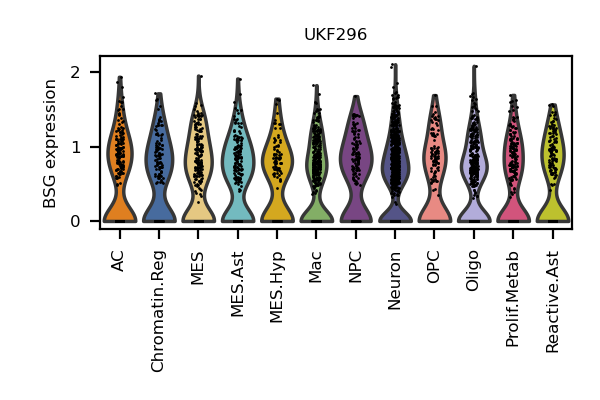 UKF296
BSG expression
2
1
0
AC
Chromatin.Reg
MES
MES.Ast
MES.Hyp
Mac
NPC
Neuron
OPC
Oligo
Prolif.Metab
Reactive.Ast